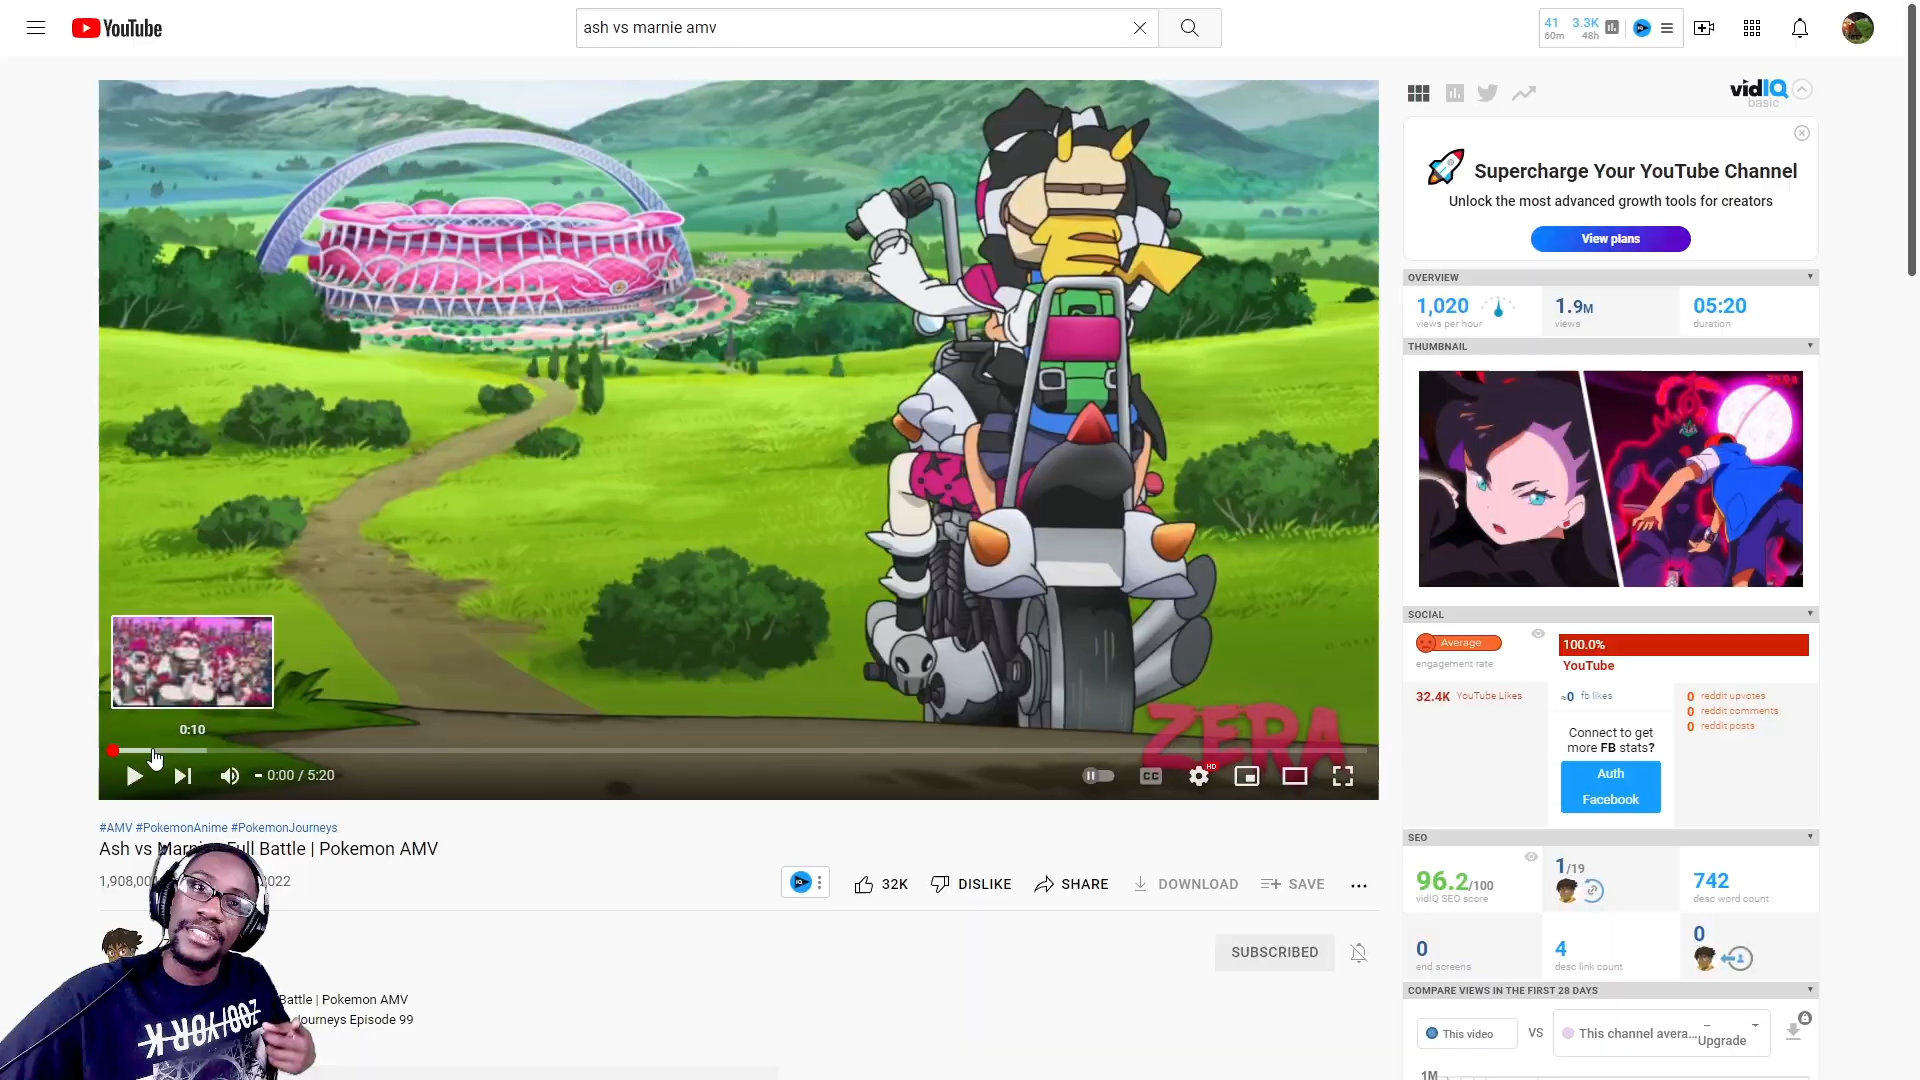 YouTube
ash vs marnie amv
41 60m
3.3K 48h
vidIQ
basic
Supercharge Your YouTube Channel
Unlock the most advanced growth tools for creators
View plans
OVERVIEW
1,020
views per hour
1.9M
views
05:20
duration
THUMBNAIL
ZERA
0:10
0:00 / 5:20
CC
HD
SOCIAL
Average
engagement rate
100.0%
YouTube
32.4K YouTube Likes
≈0 fb likes
Connect to get
more FB stats?
Auth
Facebook
0 reddit upvotes
0 reddit comments
0 reddit posts
#AMV #PokemonAnime #PokemonJourneys
Ash vs Marnie Full Battle | Pokemon AMV
1,908,00
2022
32K
DISLIKE
SHARE
DOWNLOAD
SAVE
SUBSCRIBED
Battle | Pokemon AMV
Journeys Episode 99
SEO
96.2/100
vidIQ SEO score
1/19
742
desc word count
0
end screens
4
desc link count
0
COMPARE VIEWS IN THE FIRST 28 DAYS
This video
VS
This channel avera...
Upgrade
1M